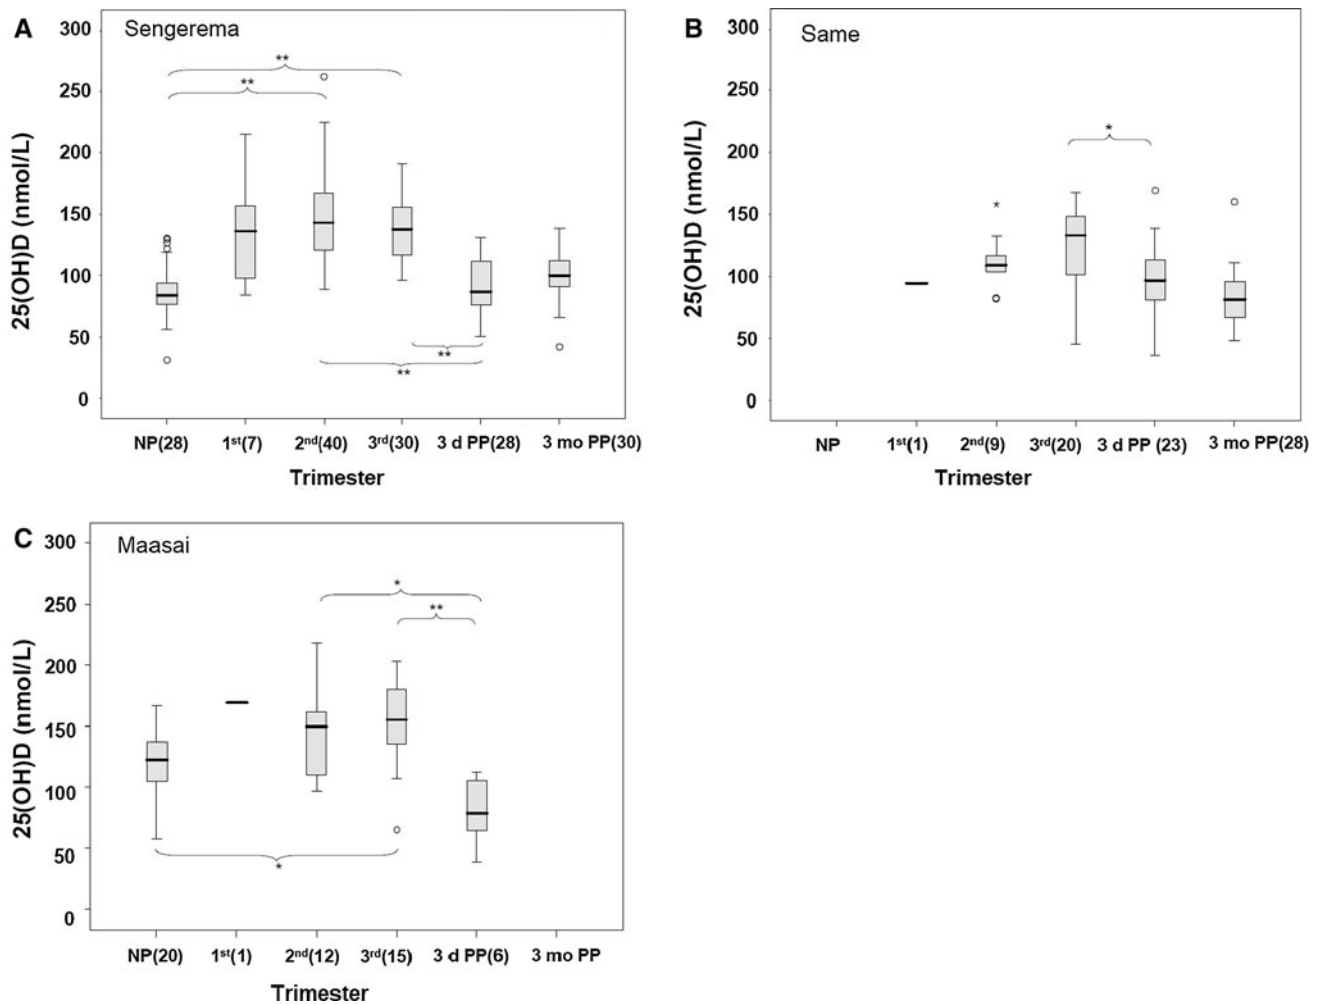 A
Sengerema
300
250
200
150
100
50
0
25(OH)D (nmol/L)
**
**
**
**
NP(28) 1st(7) 2nd(40) 3rd(30) 3 d PP(28) 3 mo PP(30)
Trimester
B
Same
300
250
200
150
100
50
0
25(OH)D (nmol/L)
*
*
NP 1st(1) 2nd(9) 3rd(20) 3 d PP (23) 3 mo PP(28)
Trimester
C
Maasai
300
250
200
150
100
50
0
25(OH)D (nmol/L)
*
**
*
NP(20) 1st(1) 2nd(12) 3rd(15) 3 d PP(6) 3 mo PP
Trimester